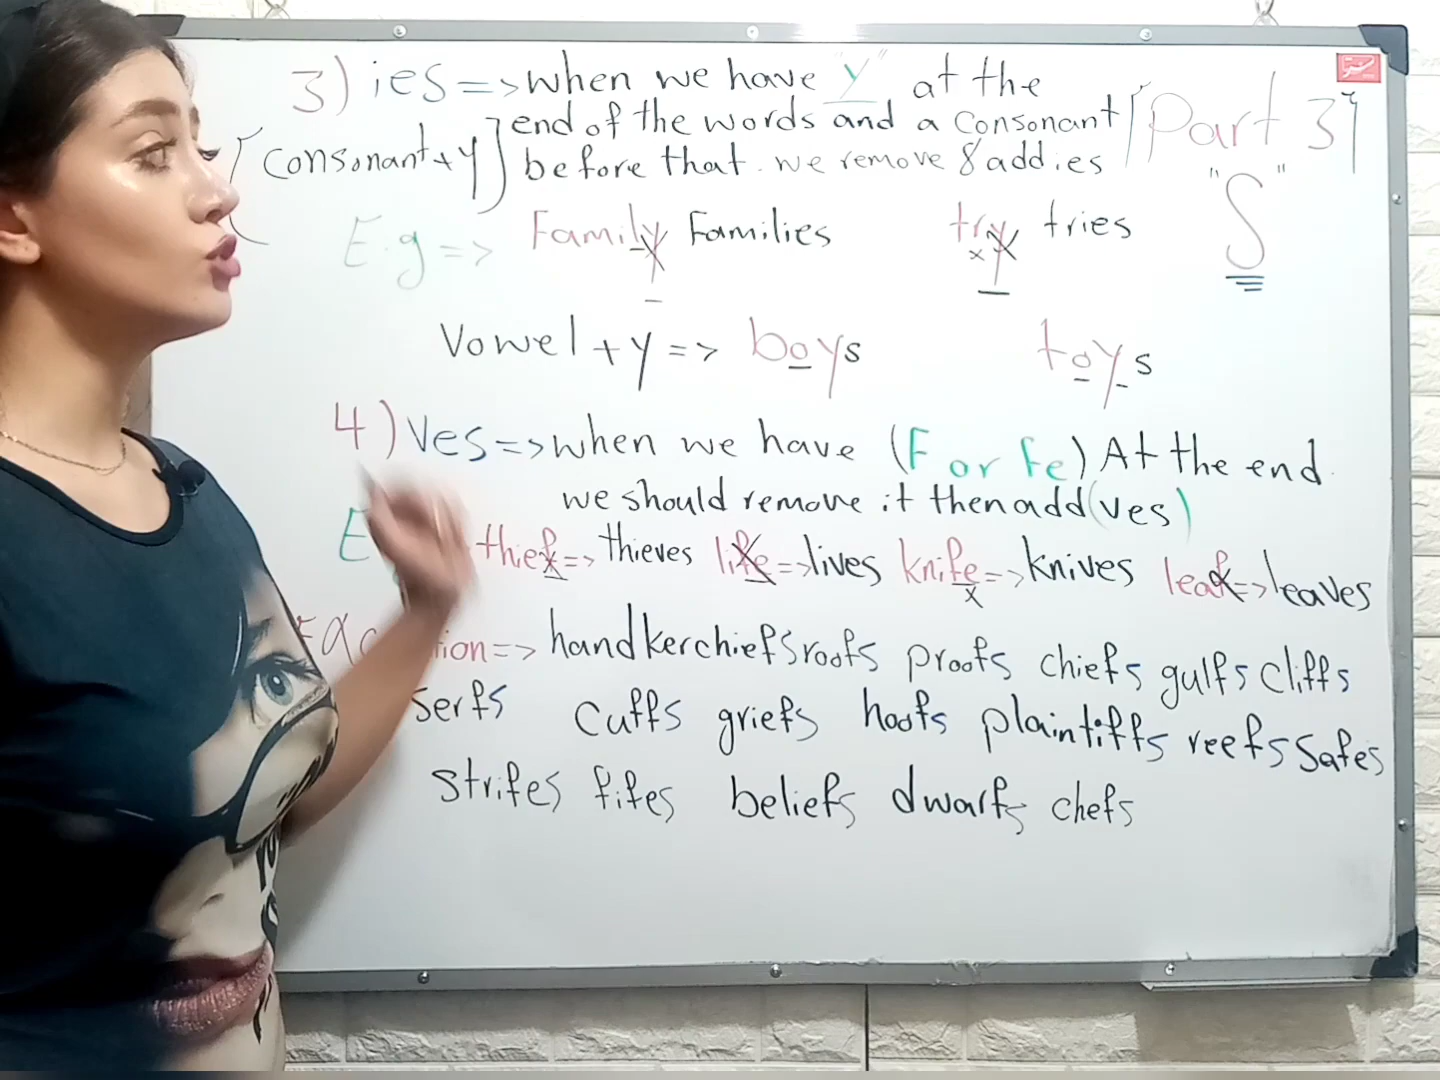 3) ies => when we have "y" at the
end of the words and a consonant
[consonant + y] before that. we remove & add ies
[Part 3]
"S"
E.g => Family Families try tries
Vowel + y => boys toys
4) Ves => when we have (F or Fe) At the end
we should remove it then add (ves)
E thief => thieves life => lives knife => knives leaf => leaves
tion => handkerchiefs roofs proofs chiefs gulfs cliffs
serfs cuffs griefs hoofs plaintiffs reefs safes
strifes fifes beliefs dwarfs chefs